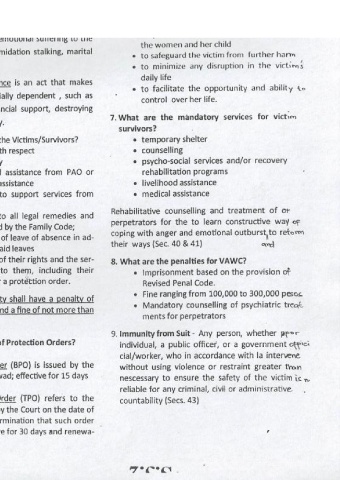 emotional suffering to the
midation stalking, marital
nce is an act that makes
ially dependent , such as
ncial support, destroying
y.
the Victims/Survivors?
th respect
y
l assistance from PAO or
assistance
to support services from
to all legal remedies and
d by the Family Code;
of leave of absence in ad-
aid leaves
of their rights and the ser-
to them, including their
r a protection order.
ty shall have a penalty of
nd a fine of not more than
of Protection Orders?
er (BPO) is issued by the
wad; effective for 15 days
Order (TPO) refers to the
y the Court on the date of
rmination that such order
e for 30 days and renewa-
the women and her child
• to safeguard the victim from further harm
• to minimize any disruption in the victims
daily life
• to facilitate the opportunity and ability to
control over her life.
7. What are the mandatory services for victim
survivors?
• temporary shelter
• counselling
• psycho-social services and/or recovery
rehabilitation programs
• livelihood assistance
• medical assistance
Rehabilitative counselling and treatment of or
perpetrators for the to learn constructive way of
coping with anger and emotional outburst to reform
their ways (Sec. 40 & 41) and
8. What are the penalties for VAWC?
• Imprisonment based on the provision of
Revised Penal Code.
• Fine ranging from 100,000 to 300,000 pesos
• Mandatory counselling of psychiatric treat
ments for perpetrators
9. Immunity from Suit - Any person, whether
individual, a public officer, or a government
cial/worker, who in accordance with la intervene
without using violence or restraint greater than
nescessary to ensure the safety of the victim is n
reliable for any criminal, civil or administrative
countability (Secs. 43)